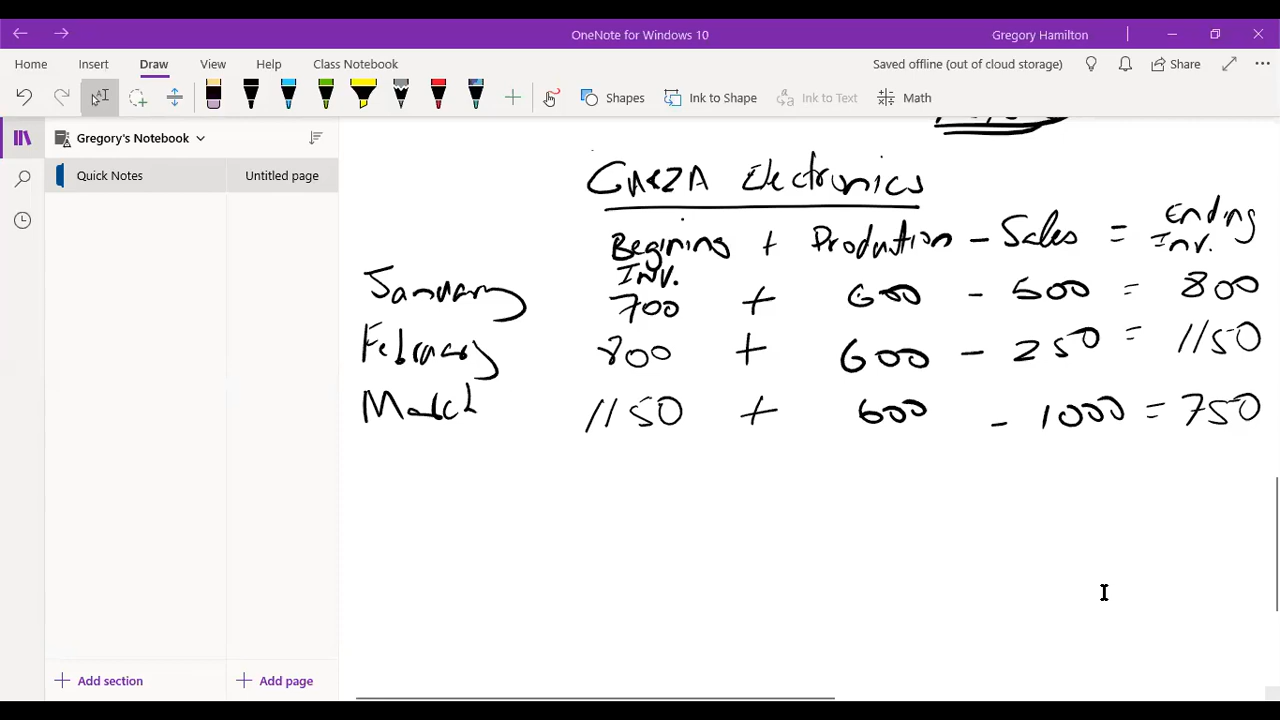 OneNote for Windows 10
Gregory Hamilton
Home Insert Draw View Help Class Notebook
Saved offline (out of cloud storage)
Share
Shapes
Ink to Shape
Ink to Text
Math
Gregory's Notebook
Quick Notes
Untitled page
Electronics
Begining + Production - Sales = Ending
Inv. Inv.
January 700 + 600 - 500 = 800
February 800 + 600 - 250 = 1150
March 1150 + 600 - 1000 = 750
+ Add section
+ Add page